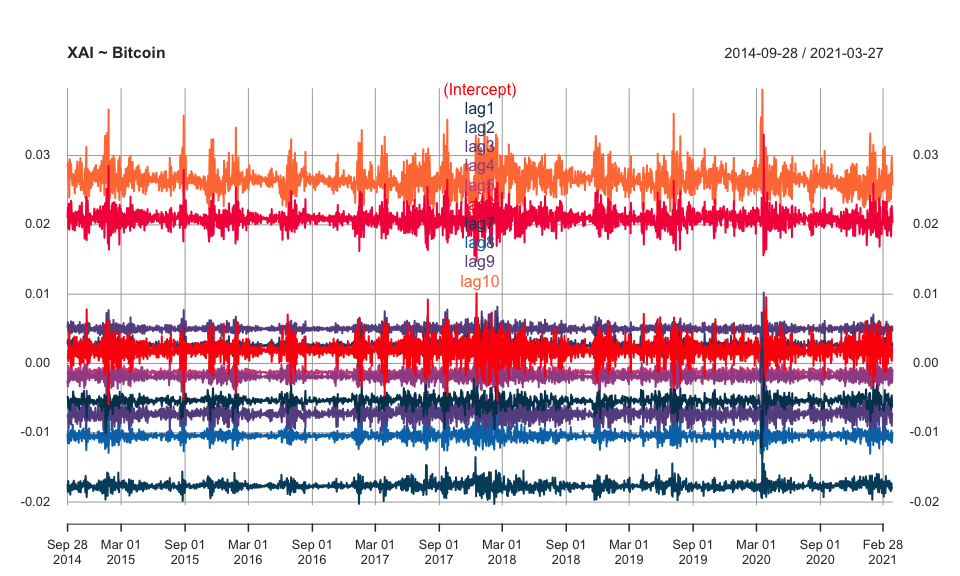 XAI ~ Bitcoin
2014-09-28 / 2021-03-27
(Intercept)
lag1
lag2
lag3
lag4
lag5
lag7
lag8
lag9
lag10
0.03
0.03
0.02
0.02
0.01
0.01
0.00
0.00
-0.01
-0.01
-0.02
-0.02
Sep 28 Mar 01 Sep 01 Mar 01 Sep 01 Mar 01 Sep 01 Mar 01 Sep 01 Mar 01 Sep 01 Mar 01 Sep 01 Feb 28
2014 2015 2015 2016 2016 2017 2017 2018 2018 2019 2019 2020 2020 2021